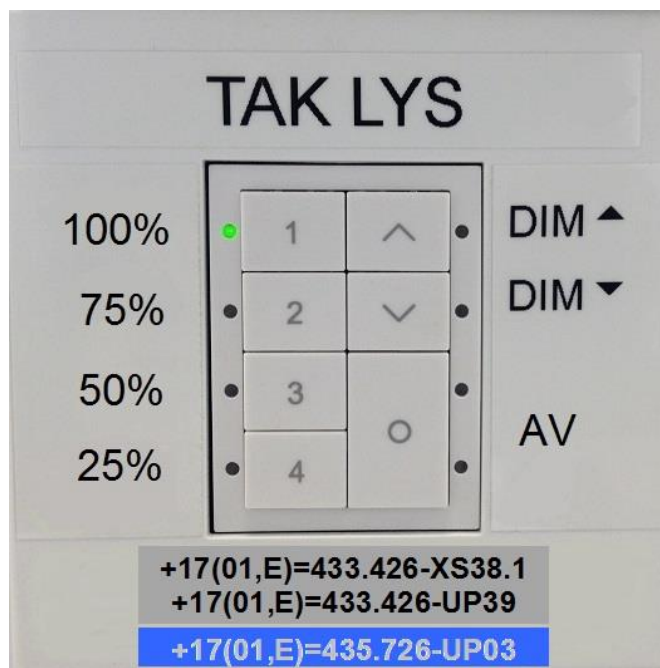 TAK LYS
100% 1 DIM ▲
75% 2 DIM ▼
50% 3
AV
25% 4
+17(01,E)=433.426-XS38.1
+17(01,E)=433.426-UP39
+17(01,E)=435.726-UP03